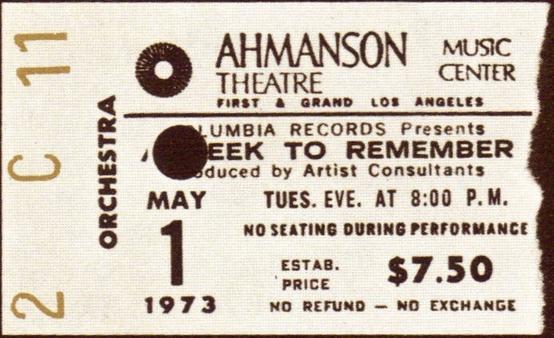 2 C 11
ORCHESTRA
AHMANSON
THEATRE
MUSIC
CENTER
FIRST & GRAND LOS ANGELES
LUMBIA RECORDS Presents
EEK TO REMEMBER
oduced by Artist Consultants
MAY
1
1973
TUES. EVE. AT 8:00 P.M.
NO SEATING DURING PERFORMANCE
ESTAB.
PRICE
$7.50
NO REFUND — NO EXCHANGE